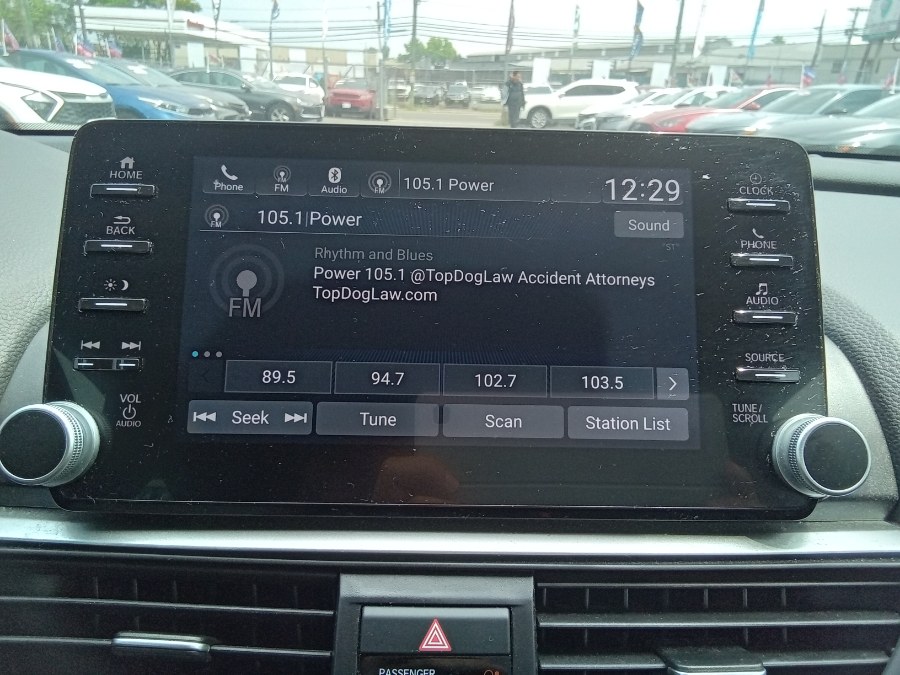 HOME
BACK
VOL
AUDIO
Phone
FM
Audio
FM
105.1 Power
12:29
FM
105.1 Power
Sound
"ST"
FM
Rhythm and Blues
Power 105.1 @TopDogLaw Accident Attorneys
TopDogLaw.com
89.5
94.7
102.7
103.5
Seek
Tune
Scan
Station List
CLOCK
PHONE
AUDIO
SOURCE
TUNE/
SCROLL
PASSENGER